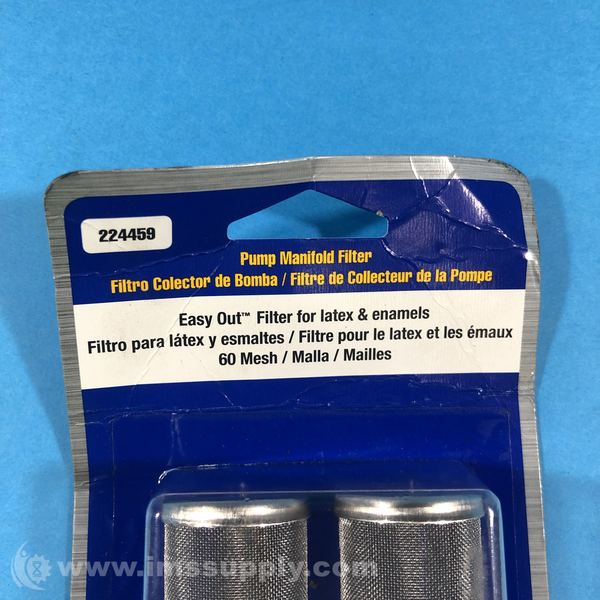 224459
Pump Manifold Filter
Filtro Colector de Bomba / Filtre de Collecteur de la Pompe
Easy Out™ Filter for latex & enamels
Filtro para látex y esmaltes / Filtre pour le latex et les émaux
60 Mesh / Malla / Mailles
www.imssupply.com